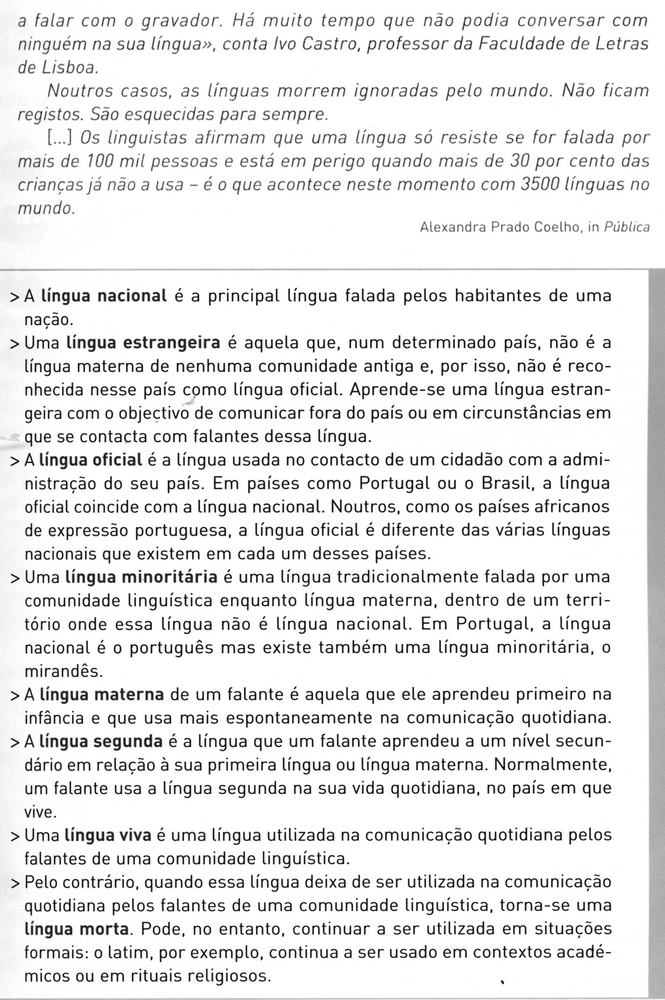 a falar com o gravador. Há muito tempo que não podia conversar com
ninguém na sua língua», conta Ivo Castro, professor da Faculdade de Letras
de Lisboa.
Noutros casos, as línguas morrem ignoradas pelo mundo. Não ficam
registos. São esquecidas para sempre.
[...] Os linguistas afirmam que uma língua só resiste se for falada por
mais de 100 mil pessoas e está em perigo quando mais de 30 por cento das
crianças já não a usa – é o que acontece neste momento com 3500 línguas no
mundo.
Alexandra Prado Coelho, in Pública
> A língua nacional é a principal língua falada pelos habitantes de uma
nação.
> Uma língua estrangeira é aquela que, num determinado país, não é a
língua materna de nenhuma comunidade antiga e, por isso, não é reco-
nhecida nesse país como língua oficial. Aprende-se uma língua estran-
geira com o objectivo de comunicar fora do país ou em circunstâncias em
que se contacta com falantes dessa língua.
> A língua oficial é a língua usada no contacto de um cidadão com a admi-
nistração do seu país. Em países como Portugal ou o Brasil, a língua
oficial coincide com a língua nacional. Noutros, como os países africanos
de expressão portuguesa, a língua oficial é diferente das várias línguas
nacionais que existem em cada um desses países.
> Uma língua minoritária é uma língua tradicionalmente falada por uma
comunidade linguística enquanto língua materna, dentro de um terri-
tório onde essa língua não é língua nacional. Em Portugal, a língua
nacional é o português mas existe também uma língua minoritária, o
mirandês.
> A língua materna de um falante é aquela que ele aprendeu primeiro na
infância e que usa mais espontaneamente na comunicação quotidiana.
> A língua segunda é a língua que um falante aprendeu a um nível secun-
dário em relação à sua primeira língua ou língua materna. Normalmente,
um falante usa a língua segunda na sua vida quotidiana, no país em que
vive.
> Uma língua viva é uma língua utilizada na comunicação quotidiana pelos
falantes de uma comunidade linguística.
> Pelo contrário, quando essa língua deixa de ser utilizada na comunicação
quotidiana pelos falantes de uma comunidade linguística, torna-se uma
língua morta. Pode, no entanto, continuar a ser utilizada em situações
formais: o latim, por exemplo, continua a ser usado em contextos acadé-
micos ou em rituais religiosos.